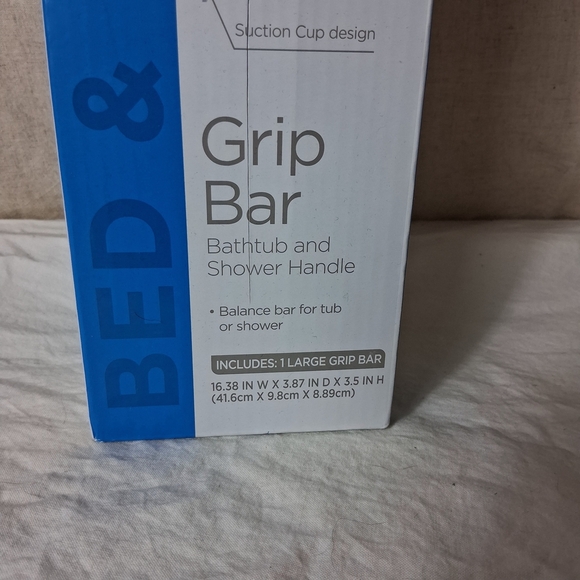 Suction Cup design
BED &
Grip
Bar
Bathtub and
Shower Handle
• Balance bar for tub
or shower
INCLUDES: 1 LARGE GRIP BAR
16.38 IN W X 3.87 IN D X 3.5 IN H
(41.6cm X 9.8cm X 8.89cm)